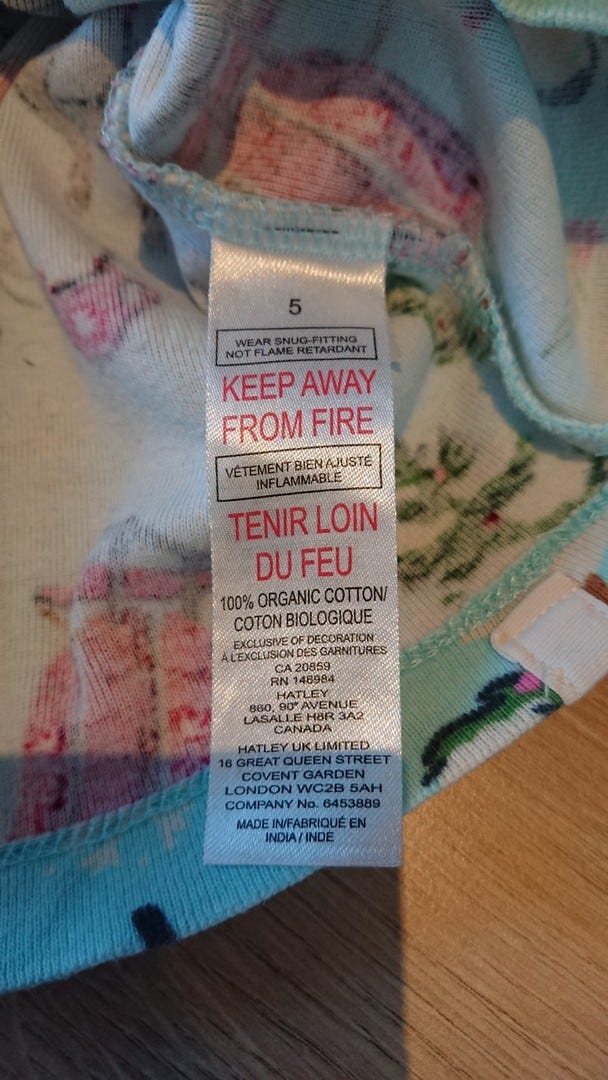 5
WEAR SNUG-FITTING
NOT FLAME RETARDANT
KEEP AWAY
FROM FIRE
VÊTEMENT BIEN AJUSTÉ
INFLAMMABLE
TENIR LOIN
DU FEU
100% ORGANIC COTTON/
COTON BIOLOGIQUE
EXCLUSIVE OF DECORATION
À L'EXCLUSION DES GARNITURES
CA 20859
RN 148984
HATLEY
860, 90ᵉ AVENUE
LASALLE H8R 3A2
CANADA
HATLEY UK LIMITED
16 GREAT QUEEN STREET
COVENT GARDEN
LONDON WC2B 5AH
COMPANY No. 6453889
MADE IN/FABRIQUÉ EN
INDIA / INDE